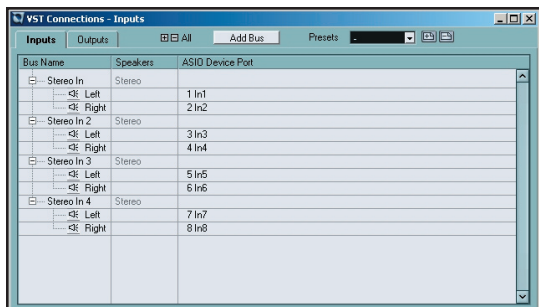 VST Connections - Inputs
Inputs Outputs All Add Bus Presets -
Bus Name Speakers ASIO Device Port
Stereo In Stereo
Left 1 In1
Right 2 In2
Stereo In 2 Stereo
Left 3 In3
Right 4 In4
Stereo In 3 Stereo
Left 5 In5
Right 6 In6
Stereo In 4 Stereo
Left 7 In7
Right 8 In8